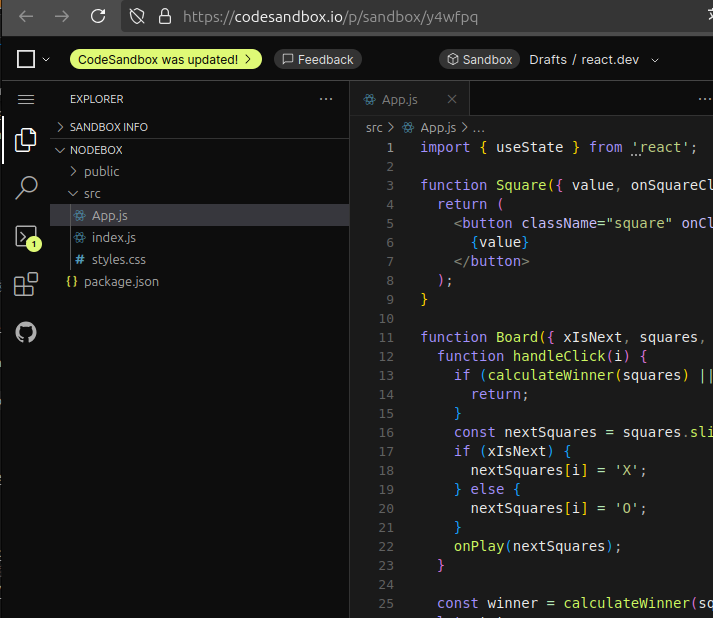 https://codesandbox.io/p/sandbox/y4wfpq
CodeSandbox was updated!
Feedback
Sandbox
Drafts / react.dev
EXPLORER
SANDBOX INFO
NODEBOX
public
src
App.js
index.js
styles.css
{} package.json
1
App.js
src > App.js > ...
1 import { useState } from 'react';
2
3 function Square({ value, onSquareCl
4 return (
5 <button className="square" onCl
6 {value}
7 </button>
8 );
9 }
10
11 function Board({ xIsNext, squares,
12 function handleClick(i) {
13 if (calculateWinner(squares) ||
14 return;
15 }
16 const nextSquares = squares.sli
17 if (xIsNext) {
18 nextSquares[i] = 'X';
19 } else {
20 nextSquares[i] = 'O';
21 }
22 onPlay(nextSquares);
23 }
24
25 const winner = calculateWinner(sq